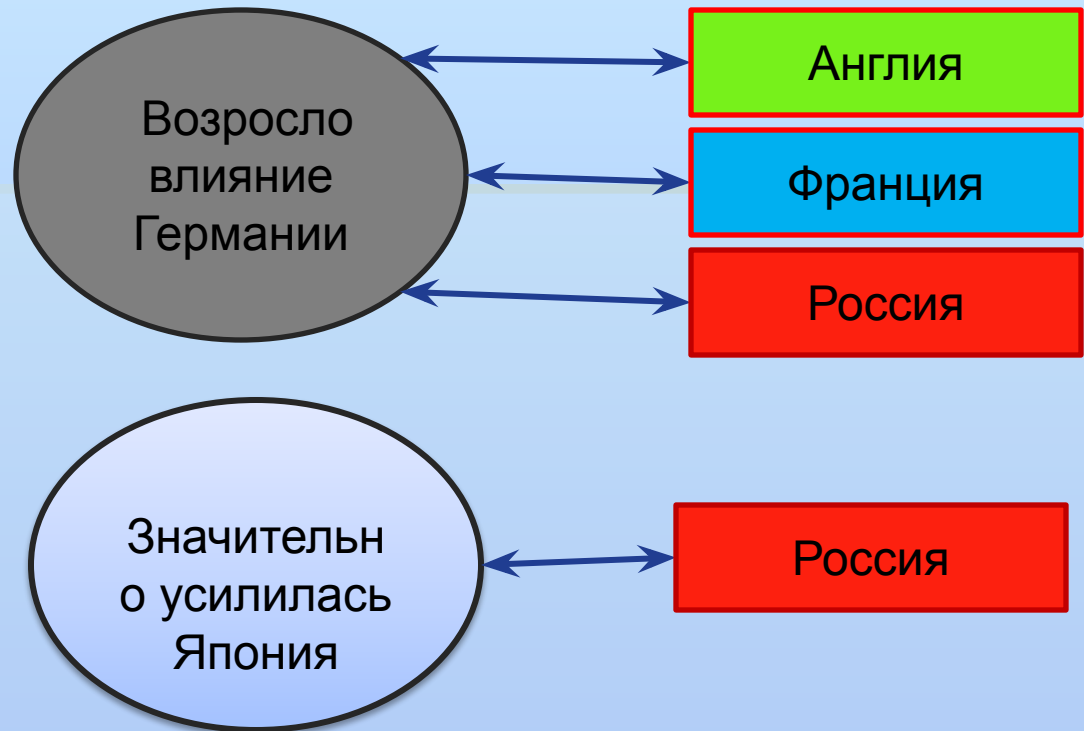 Возросло
влияние
Германии
Англия
Франция
Россия
Значительн
о усилилась
Япония
Россия